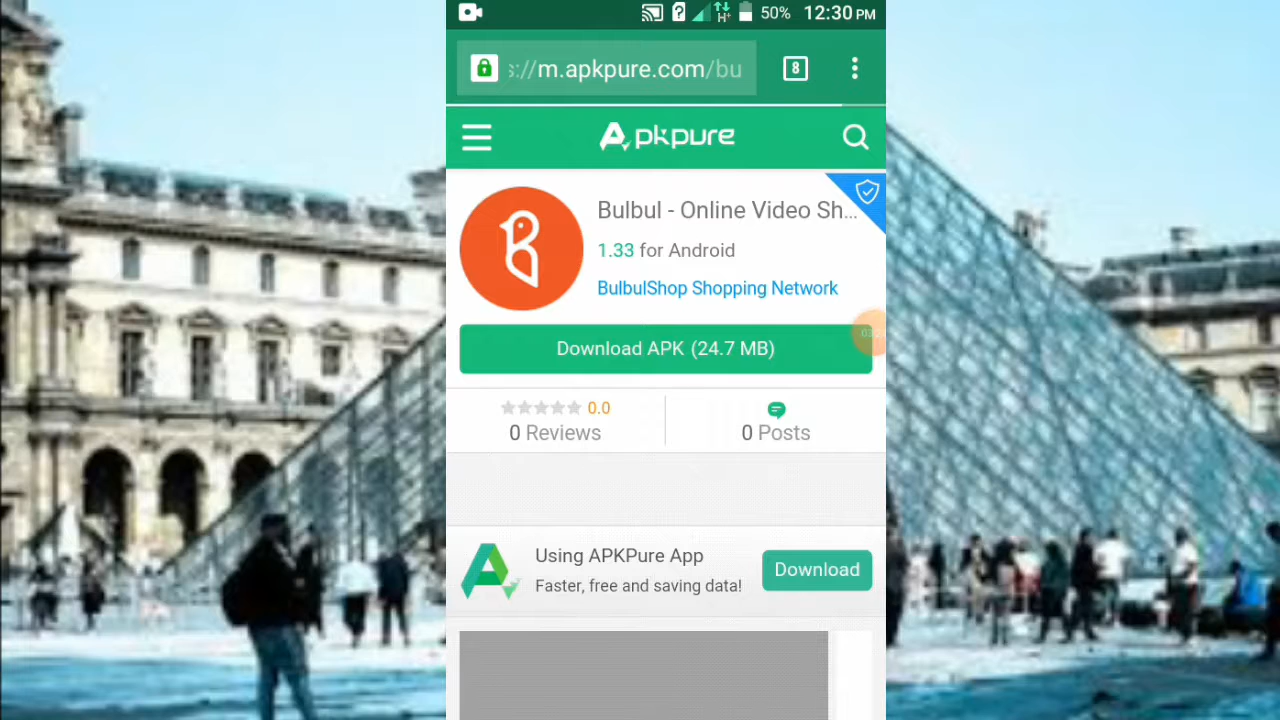 50% 12:30 PM
H+
s://m.apkpure.com/bu
8
Apkpure
Bulbul - Online Video Sh...
1.33 for Android
BulbulShop Shopping Network
Download APK (24.7 MB)
0.0
0 Reviews
0 Posts
Using APKPure App
Faster, free and saving data!
Download